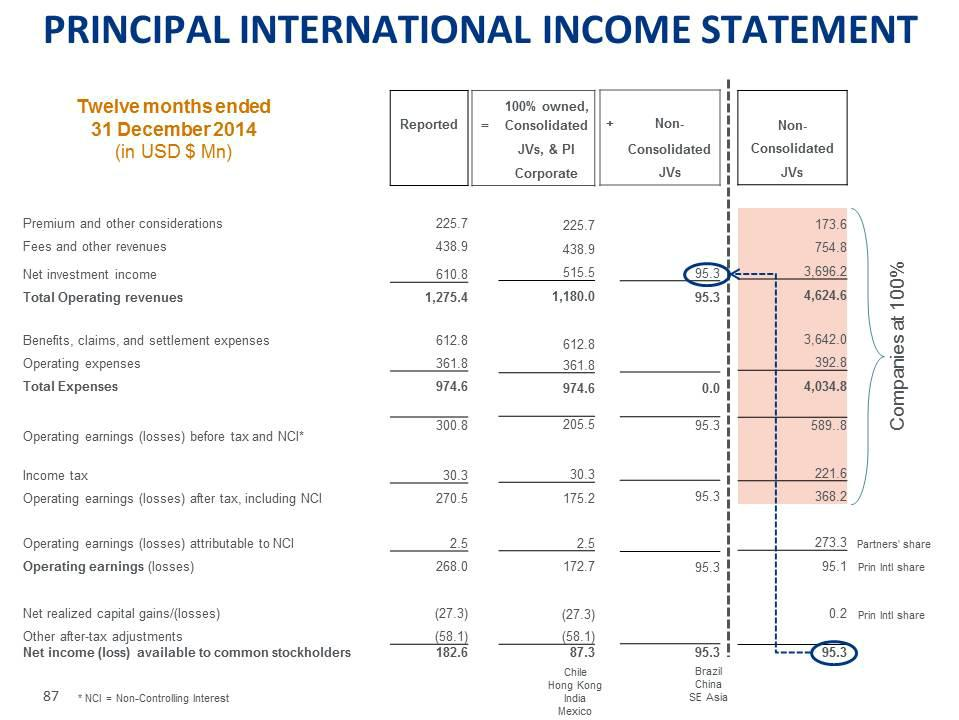 PRINCIPAL INTERNATIONAL INCOME STATEMENT
Twelve months ended
31 December 2014
(in USD $ Mn)
Reported
=
100% owned,
Consolidated
JVs, & PI
Corporate
+
Non-
Consolidated
JVs
Non-
Consolidated
JVs
Premium and other considerations 225.7 225.7 173.6
Fees and other revenues 438.9 438.9 754.8
Net investment income 610.8 515.5 95.3 3,696.2
Total Operating revenues 1,275.4 1,180.0 95.3 4,624.6
Benefits, claims, and settlement expenses 612.8 612.8 3,642.0
Operating expenses 361.8 361.8 392.8
Total Expenses 974.6 974.6 0.0 4,034.8
Operating earnings (losses) before tax and NCI* 300.8 205.5 95.3 589..8
Income tax 30.3 30.3 221.6
Operating earnings (losses) after tax, including NCI 270.5 175.2 95.3 368.2
Companies at 100%
Operating earnings (losses) attributable to NCI 2.5 2.5 273.3 Partners' share
Operating earnings (losses) 268.0 172.7 95.3 95.1 Prin Intl share
Net realized capital gains/(losses) (27.3) (27.3) 0.2 Prin Intl share
Other after-tax adjustments (58.1) (58.1)
Net income (loss) available to common stockholders 182.6 87.3 95.3 95.3
Chile
Hong Kong
India
Mexico
Brazil
China
SE Asia
87 * NCI = Non-Controlling Interest